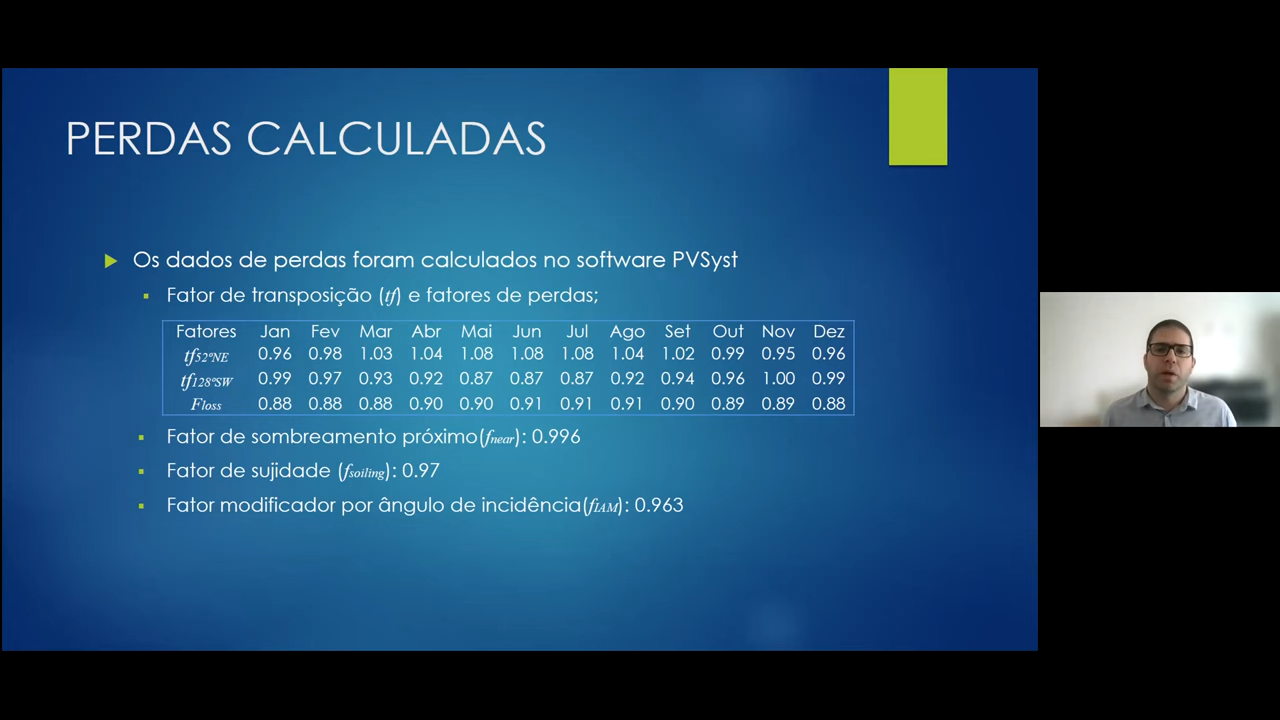 PERDAS CALCULADAS
Os dados de perdas foram calculados no software PVSyst
Fator de transposição (tf) e fatores de perdas;
Fatores Jan Fev Mar Abr Mai Jun Jul Ago Set Out Nov Dez
tf52ºNE 0.96 0.98 1.03 1.04 1.08 1.08 1.08 1.04 1.02 0.99 0.95 0.96
tf128ºSW 0.99 0.97 0.93 0.92 0.87 0.87 0.87 0.92 0.94 0.96 1.00 0.99
Floss 0.88 0.88 0.88 0.90 0.90 0.91 0.91 0.91 0.90 0.89 0.89 0.88
Fator de sombreamento próximo(fnear): 0.996
Fator de sujidade (fsoiling): 0.97
Fator modificador por ângulo de incidência(fIAM): 0.963